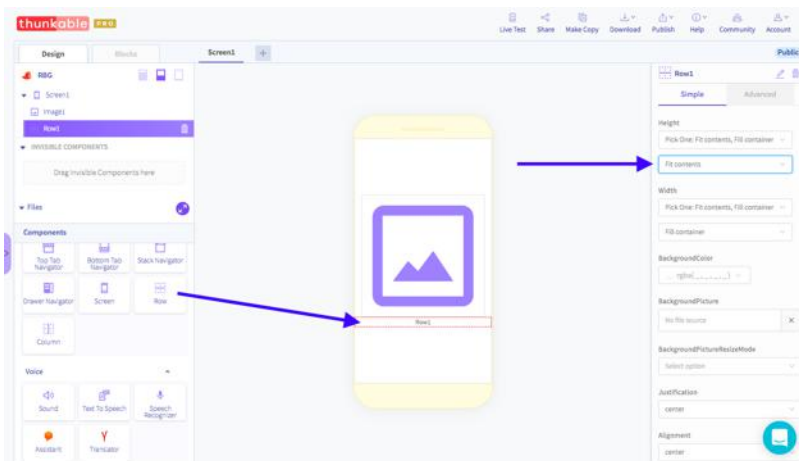 thunkable PRO
Live Test Share Make Copy Download Publish Help Community Account
Design Blocks Screen1 + Public
RBG
Screen1
Image1
Row1
INVISIBLE COMPONENTS
Drag Invisible Components here
Files
Components
Top Tab Navigator
Bottom Tab Navigator
Stack Navigator
Drawer Navigator
Screen
Row
Column
Voice
Sound
Text To Speech
Speech Recognizer
Assistant
Translator
Row1
Row1
Simple Advanced
Height
Pick One: Fit contents, Fill container
Fit contents
Width
Pick One: Fit contents, Fill container
Fill container
BackgroundColor
rgba(_,_,_,_)
BackgroundPicture
No file source
BackgroundPictureResizeMode
Select option
Justification
center
Alignment
center